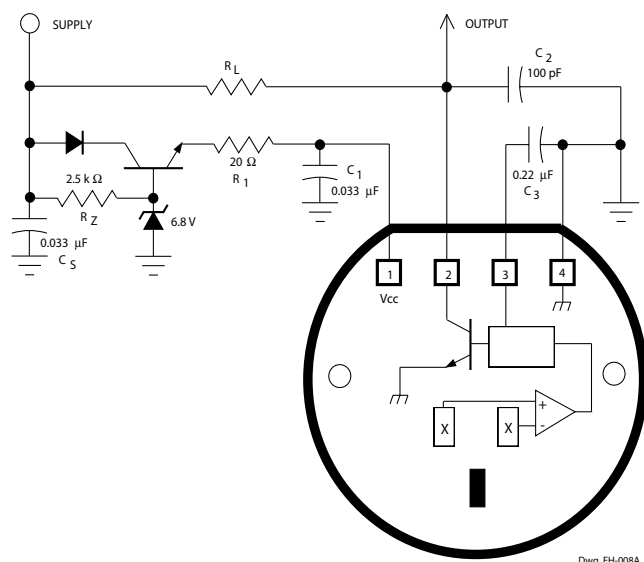 SUPPLY
OUTPUT
C 2
100 pF
R L
20 Ω
R 1
C 1
0.033 µF
0.22 µF
C 3
2.5 k Ω
R Z
6.8 V
0.033 µF
C S
1
2
3
4
Vcc
X
X
+
-
Dwg. EH-008A